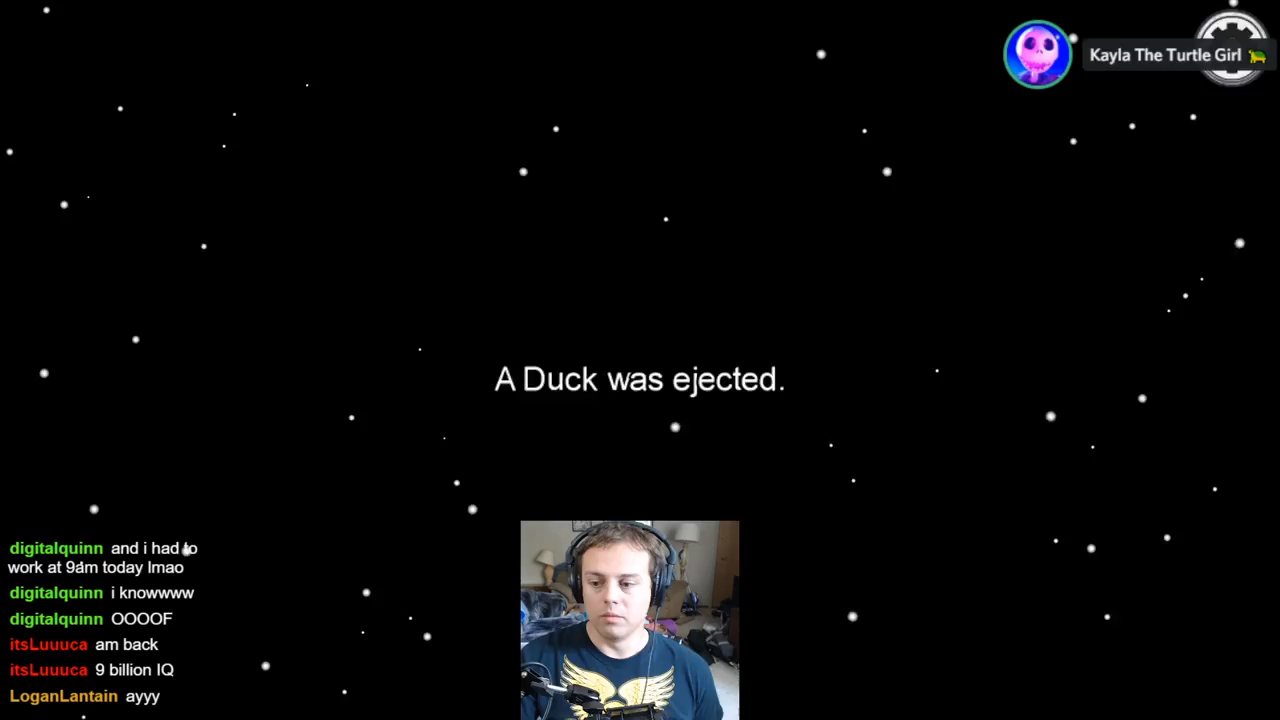 Kayla The Turtle Girl 🐢
A Duck was ejected.
digitalquinn and i had to
work at 9am today lmao
digitalquinn i knowwww
digitalquinn OOOOF
itsLuuuca am back
itsLuuuca 9 billion IQ
LoganLantain ayyy